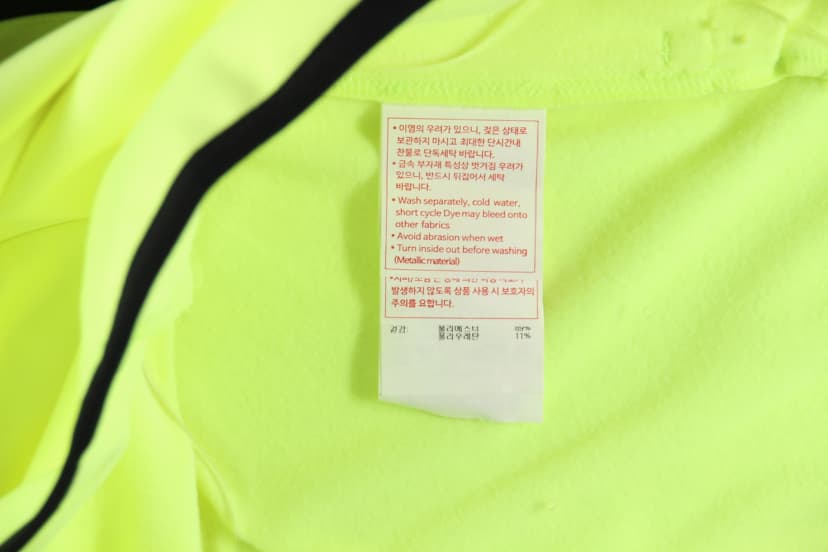 • 이염의 우려가 있으니, 젖은 상태로
보관하지 마시고 최대한 단시간내
찬물로 단독세탁 바랍니다.
• 금속 부자재 특성상 벗겨짐 우려가
있으니, 반드시 뒤집어서 세탁
바랍니다.
• Wash separately, cold water,
short cycle Dye may bleed onto
other fabrics
• Avoid abrasion when wet
• Turn inside out before washing
(Metallic material)
발생하지 않도록 상품 사용 시 보호자의
주의를 요합니다.
겉감: 폴리에스터 89%
폴리우레탄 11%